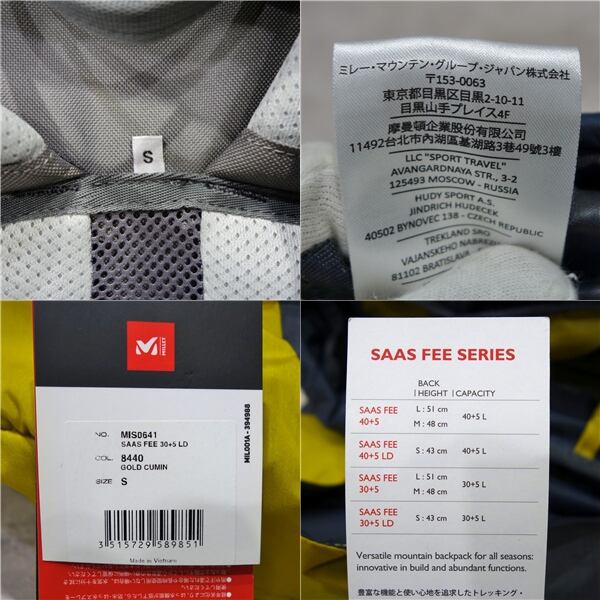 S
ミレー・マウンテン・グループ・ジャパン株式会社
〒153-0063
東京都目黒区目黒2-10-11
目黒山手プレイス4F
摩曼頓企業股份有限公司
11492台北市內湖區基湖路3巷49號3樓
LLC "SPORT TRAVEL"
AVANGARDNAYA STR., 3-2
125493 MOSCOW - RUSSIA
HUDY SPORT A.S.
JINDRICH HUDECEK
40502 BYNOVEC 138 - CZECH REPUBLIC
TREKLAND SRO
VAJANSKEHO
81102 BRATISLAVA
MILLET
NO. MIS0641
SAAS FEE 30+5 LD
COL. 8440
GOLD CUMIN
SIZE S
MIL001A-394988
3 515729 589851
Made in Vietnam
SAAS FEE SERIES
BACK HEIGHT CAPACITY
SAAS FEE 40+5 L : 51 cm M : 48 cm 40+5 L
SAAS FEE 40+5 LD S : 43 cm 40+5 L
SAAS FEE 30+5 L : 51 cm M : 48 cm 30+5 L
SAAS FEE 30+5 LD S : 43 cm 30+5 L
Versatile mountain backpack for all seasons:
innovative in build and abundant functions.
豊富な機能と使い心地を追求したトレッキング・